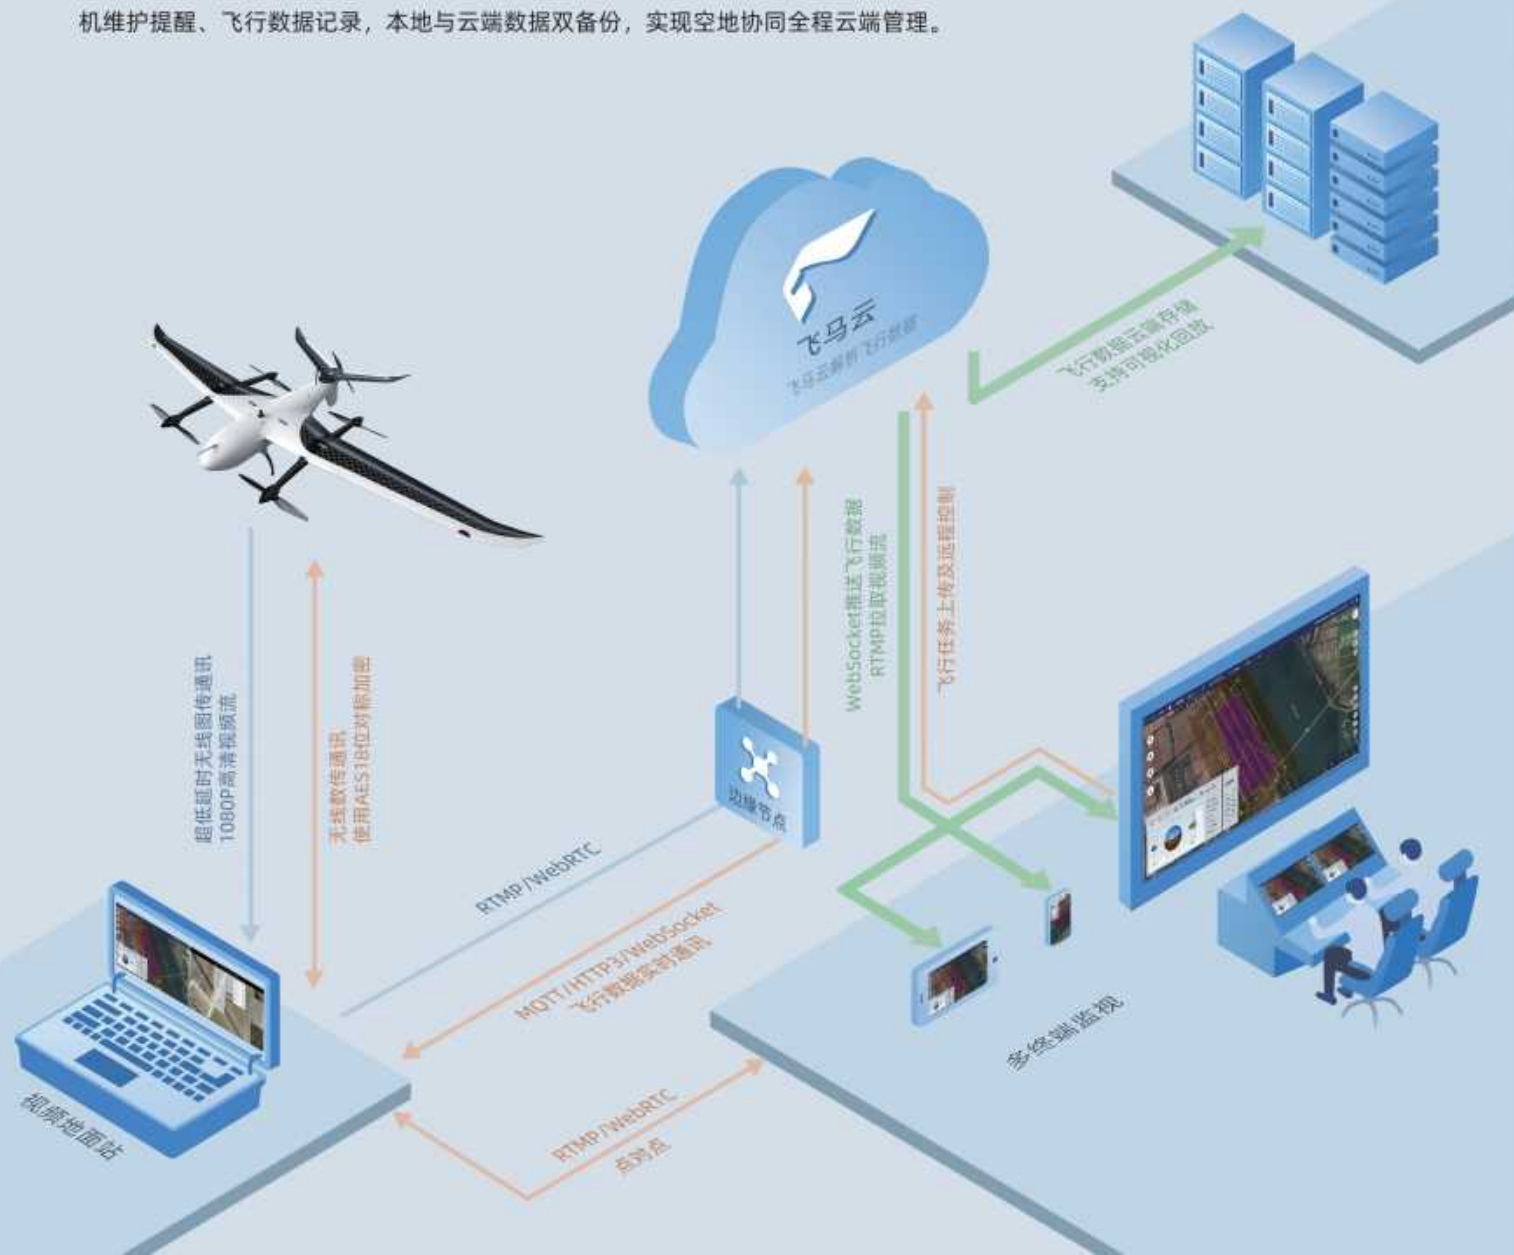 机维护提醒、飞行数据记录，本地与云端数据双备份，实现空地协同全程云端管理。
飞马云
飞马云解析飞行数据
飞行数据云端存储
支持可视化回放
WebSocket推送飞行数据
RTMP拉取视频流
飞行任务上传及远程控制
超低延时无线图传通讯
1080P高清视频流
无线数传通讯
使用AES18位对称加密
边缘节点
RTMP/WebRTC
MQTT/HTTP3/WebSocket
飞行数据实时通讯
多终端监视
视频地面站
RTMP/WebRTC
点对点